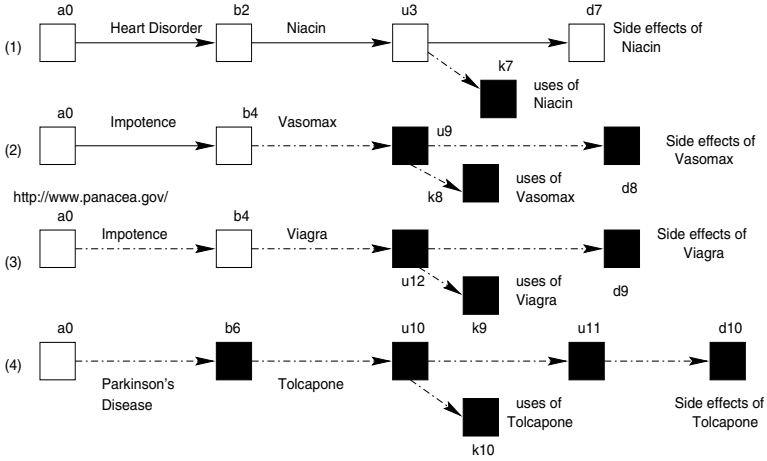 a0 b2 u3 d7
Heart Disorder Niacin Side effects of
(1) Niacin
k7
uses of
Niacin
a0 b4
Impotence Vasomax u9
(2) Side effects of
Vasomax
uses of
k8 Vasomax d8
http://www.panacea.gov/
a0 b4
Impotence Viagra Side effects of
(3) Viagra
u12 uses of
Viagra d9
k9
a0 b6 u10 u11 d10
(4)
Parkinson's Tolcapone
Disease
uses of Side effects of
Tolcapone Tolcapone
k10